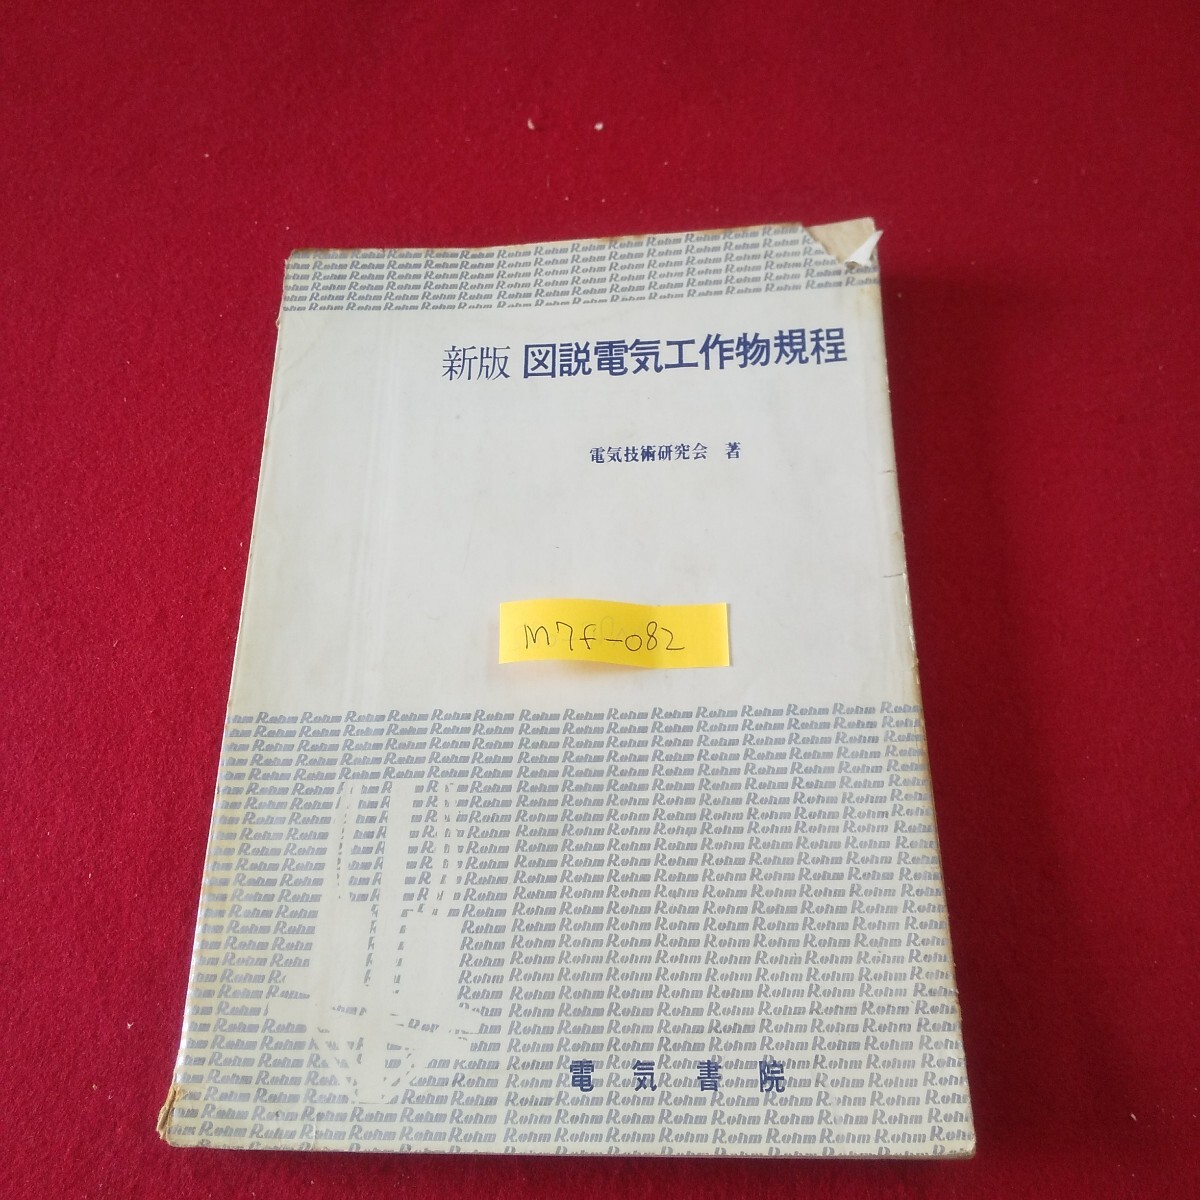 新版 図説電気工作物規程
電気技術研究会 著
M7f-082
電気書院